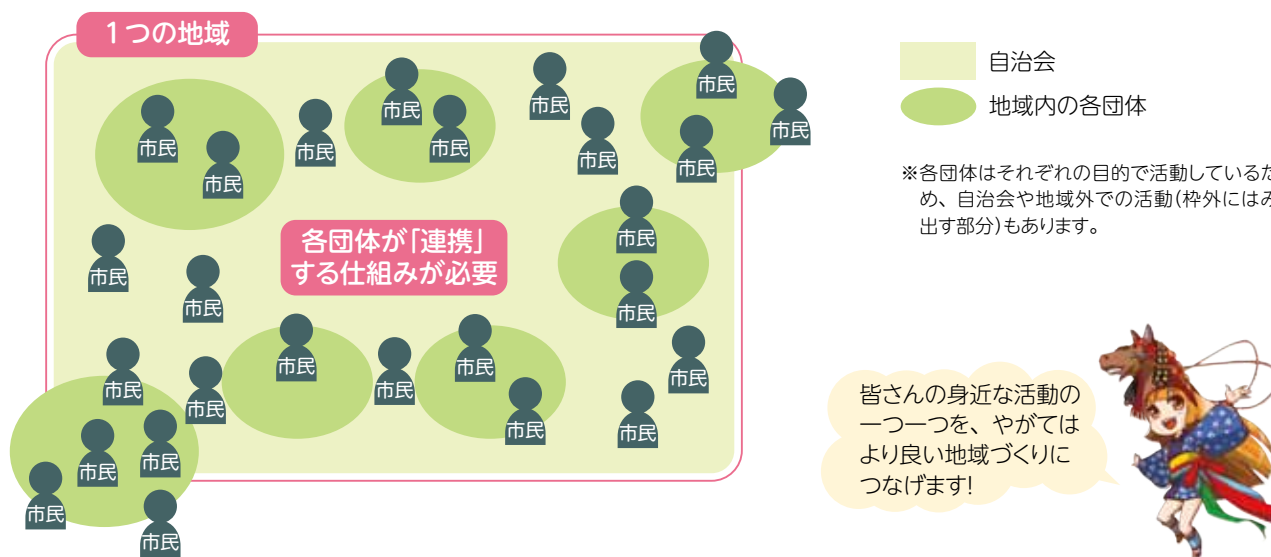 1つの地域
市民
市民
市民
市民
市民
市民
市民
市民
市民
市民
市民
市民
市民
市民
各団体が「連携」
する仕組みが必要
市民
市民
市民
市民
市民
市民
市民
市民
市民
市民
市民
市民
自治会
地域内の各団体
※各団体はそれぞれの目的で活動しているた
め、自治会や地域外での活動(枠外にはみ
出す部分)もあります。
皆さんの身近な活動の
一つ一つを、やがては
より良い地域づくりに
つなげます!